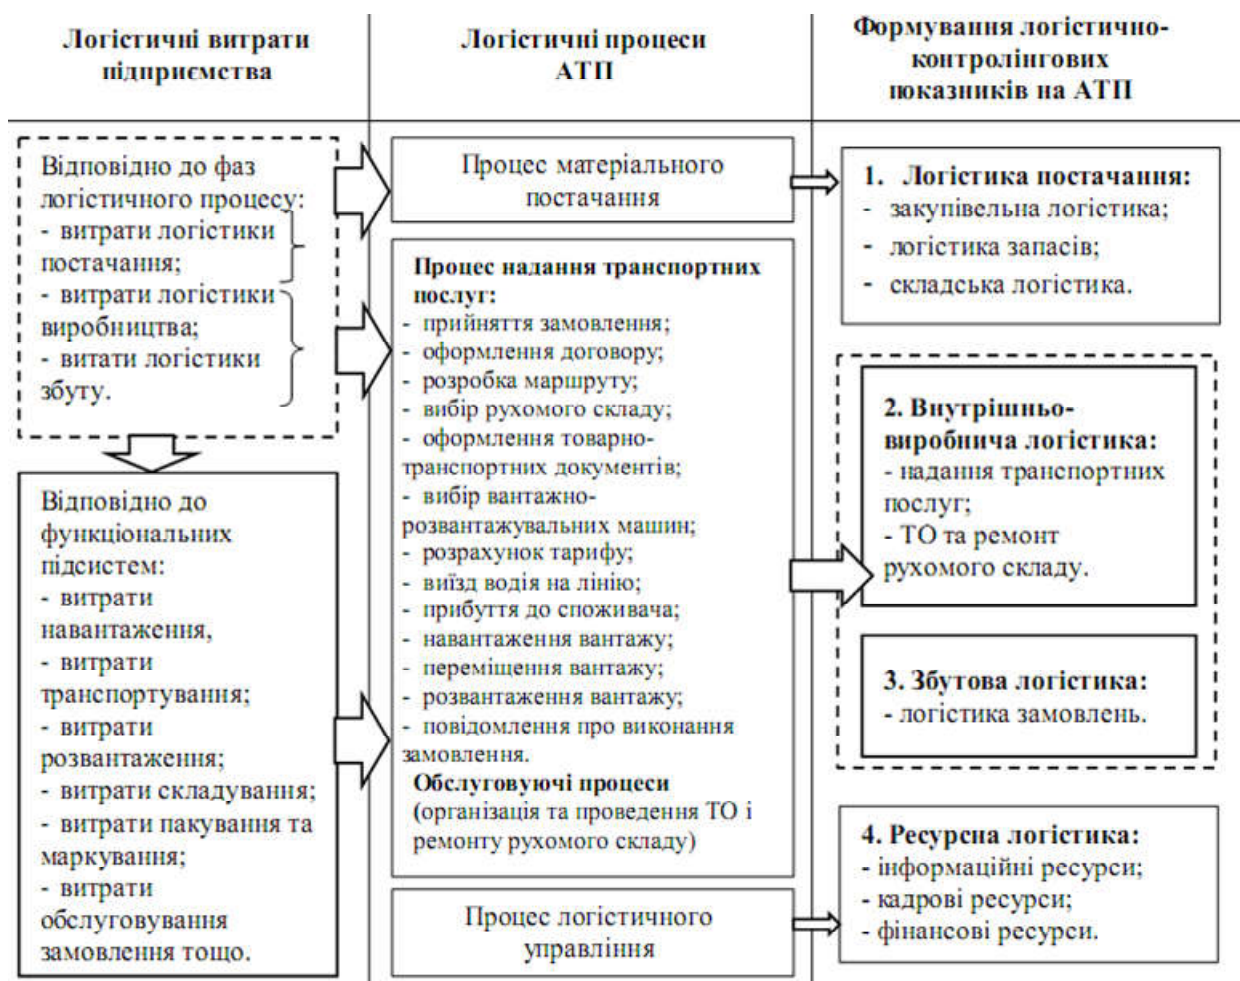 Логістичні витрати
підприємства
Логістичні процеси
АТП
Формування логістично-
контролінгових
показників на АТП
Відповідно до фаз
логістичного процесу:
- витрати логістики
постачання;
- витрати логістики
виробництва;
- витати логістики
збуту.
Відповідно до
функціональних
підсистем:
- витрати
навантаження,
- витрати
транспортування;
- витрати
розвантаження;
- витрати складування;
- витрати пакування та
маркування;
- витрати
обслуговування
замовлення тощо.
Процес матеріального
постачання
Процес надання транспортних
послуг:
- прийняття замовлення;
- оформлення договору;
- розробка маршруту;
- вибір рухомого складу;
- оформлення товарно-
транспортних документів;
- вибір вантажно-
розвантажувальних машин;
- розрахунок тарифу;
- виїзд водія на лінію;
- прибуття до споживача;
- навантаження вантажу;
- переміщення вантажу;
- розвантаження вантажу;
- повідомлення про виконання
замовлення.
Обслуговуючі процеси
(організація та проведення ТО і
ремонту рухомого складу)
Процес логістичного
управління
1. Логістика постачання:
- закупівельна логістика;
- логістика запасів;
- складська логістика.
2. Внутрішньо-
виробнича логістика:
- надання транспортних
послуг;
- ТО та ремонт
рухомого складу.
3. Збутова логістика:
- логістика замовлень.
4. Ресурсна логістика:
- інформаційні ресурси;
- кадрові ресурси;
- фінансові ресурси.